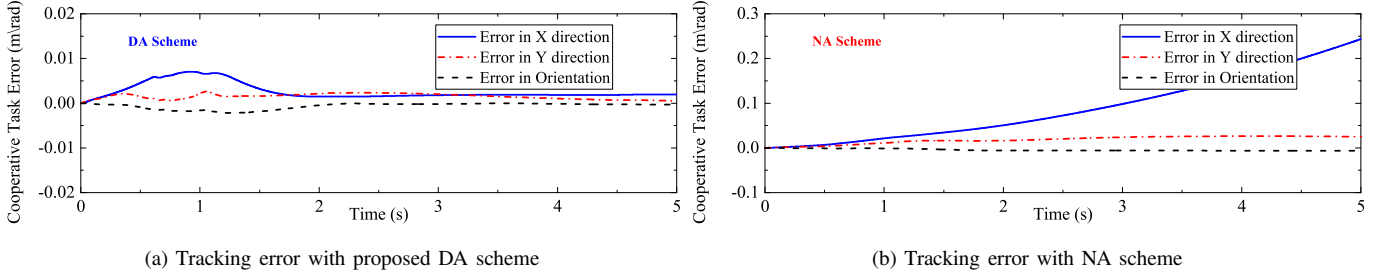 Cooperative Task Error (m\rad)
0.02
0.01
0.00
-0.01
-0.02
DA Scheme
Error in X direction
Error in Y direction
Error in Orientation
0 1 2 3 4 5
Time (s)
(a) Tracking error with proposed DA scheme
Cooperative Task Error (m\rad)
0.3
0.2
0.1
0.0
-0.1
NA Scheme
Error in X direction
Error in Y direction
Error in Orientation
0 1 2 3 4 5
Time (s)
(b) Tracking error with NA scheme